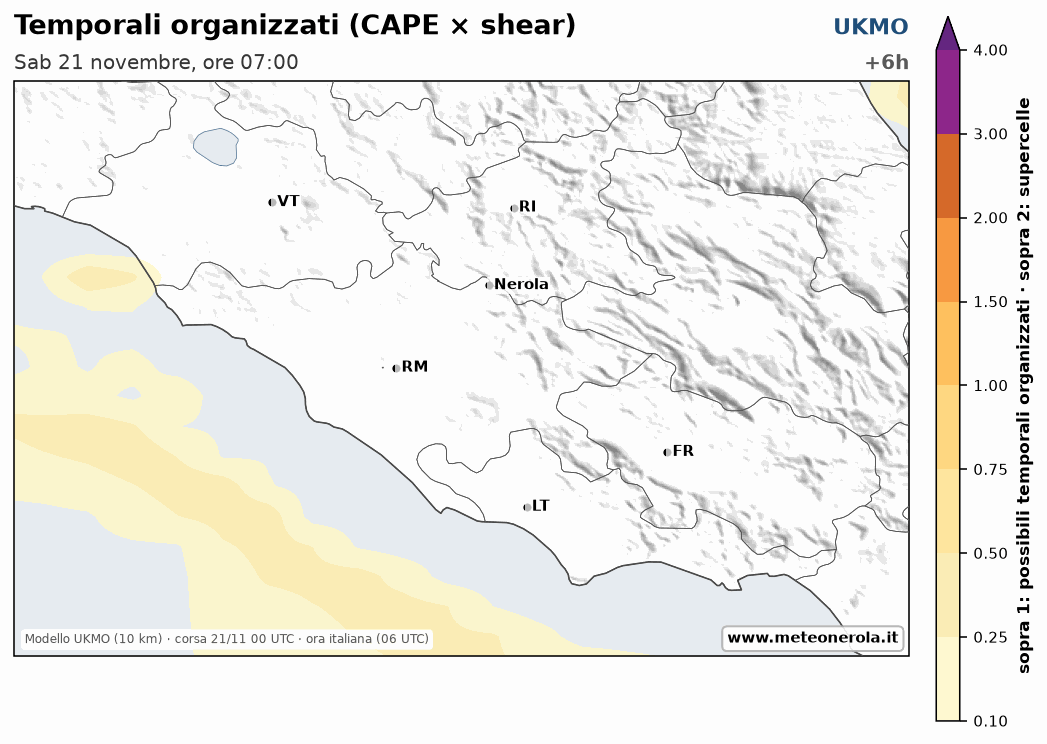 Temporali organizzati (CAPE × shear)
UKMO
Sab 21 novembre, ore 07:00
+6h
VT
RI
Nerola
RM
FR
LT
Modello UKMO (10 km) · corsa 21/11 00 UTC · ora italiana (06 UTC)
www.meteonerola.it
4.00
3.00
2.00
1.50
1.00
0.75
0.50
0.25
0.10
sopra 1: possibili temporali organizzati · sopra 2: supercelle